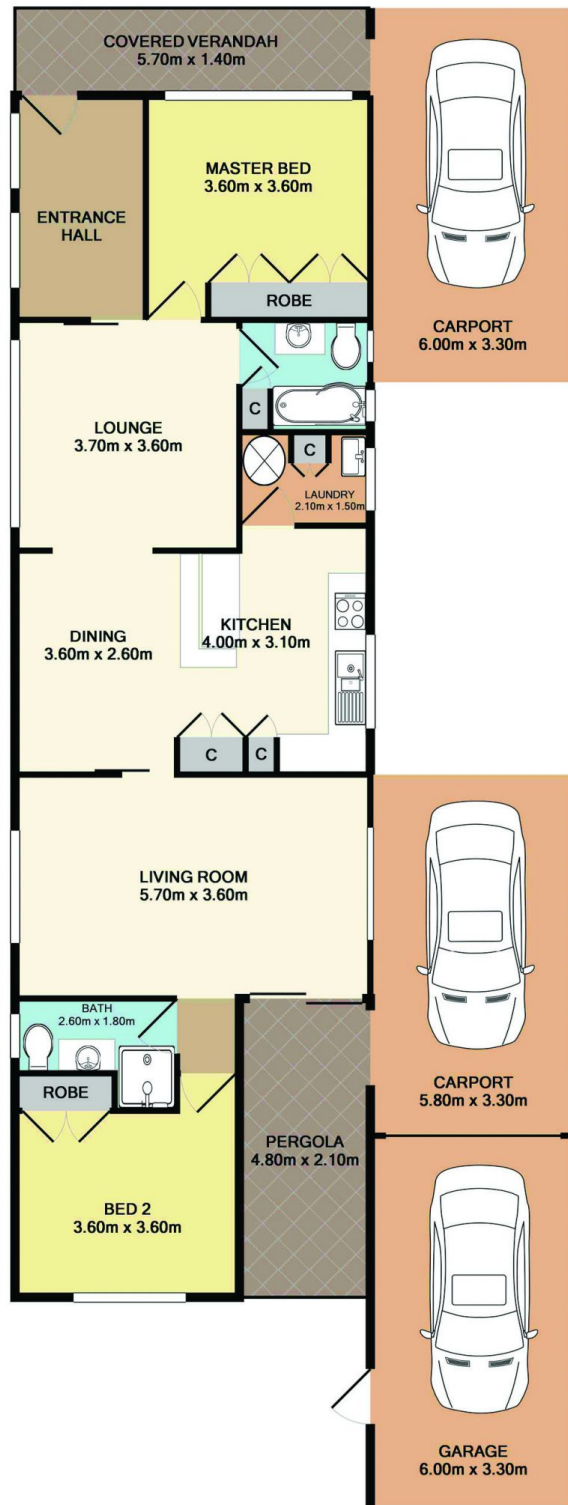 COVERED VERANDAH
5.70m x 1.40m
MASTER BED
3.60m x 3.60m
ENTRANCE
HALL
ROBE
CARPORT
6.00m x 3.30m
LOUNGE
3.70m x 3.60m
C
C
LAUNDRY
2.10m x 1.50m
KITCHEN
4.00m x 3.10m
DINING
3.60m x 2.60m
C
C
LIVING ROOM
5.70m x 3.60m
BATH
2.60m x 1.80m
ROBE
CARPORT
5.80m x 3.30m
PERGOLA
4.80m x 2.10m
BED 2
3.60m x 3.60m
GARAGE
6.00m x 3.30m